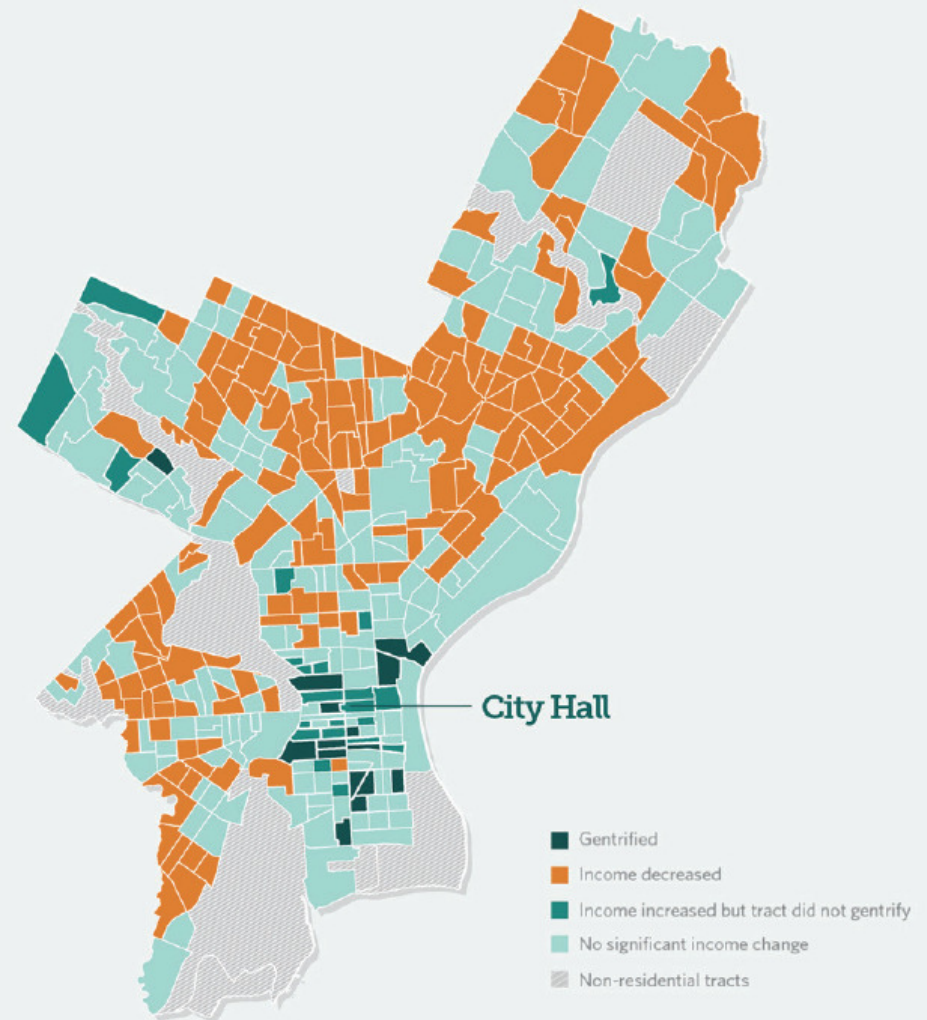 City Hall
Gentrified
Income decreased
Income increased but tract did not gentrify
No significant income change
Non-residential tracts